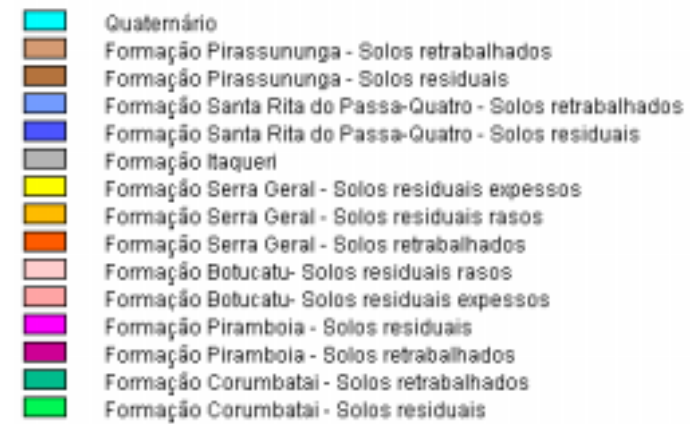 Quaternário
Formação Pirassununga - Solos retrabalhados
Formação Pirassununga - Solos residuais
Formação Santa Rita do Passa-Quatro - Solos retrabalhados
Formação Santa Rita do Passa-Quatro - Solos residuais
Formação Itaqueri
Formação Serra Geral - Solos residuais expessos
Formação Serra Geral - Solos residuais rasos
Formação Serra Geral - Solos retrabalhados
Formação Botucatu- Solos residuais rasos
Formação Botucatu- Solos residuais expessos
Formação Piramboia - Solos residuais
Formação Piramboia - Solos retrabalhados
Formação Corumbatai - Solos retrabalhados
Formação Corumbatai - Solos residuais